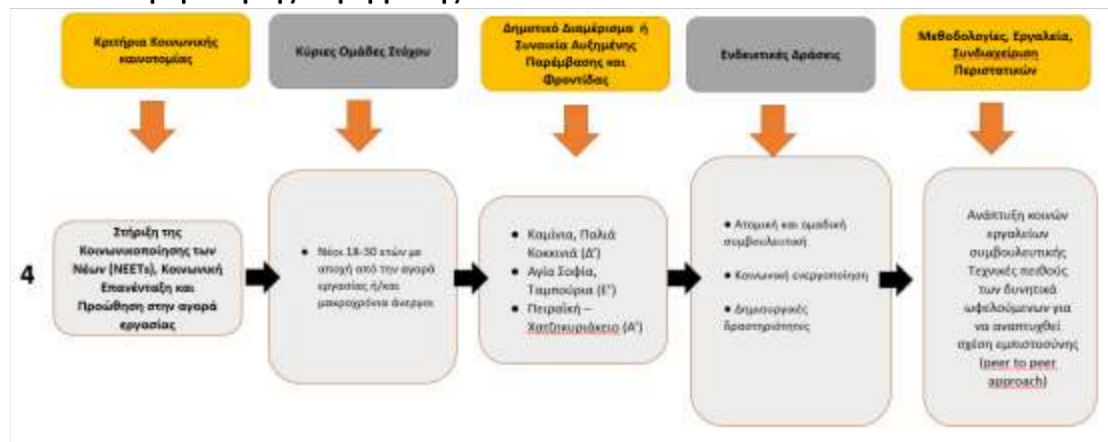 Κριτήρια Κοινωνικής
καινοτομίας
Κύριες Ομάδες Στόχου
Δημοτικό Διαμέρισμα ή
Συνοικία Αυξημένης
Παρέμβασης και
Φροντίδας
Ενδεικτικές Δράσεις
Μεθοδολογίες, Εργαλεία,
Συνδιαχείριση
Περιστατικών
4
Στήριξη της
Κοινωνικοποίησης των
Νέων (NEETs), Κοινωνική
Επανένταξη και
Προώθηση στην αγορά
εργασίας
● Νέοι 18-30 ετών με
αποχή από την αγορά
εργασίας ή/και
μακροχρόνια άνεργοι
● Καμίνια, Παλιά
Κοκκινιά (Δ')
● Αγία Σοφία,
Ταμπούρια (Ε')
● Πειραϊκή –
Χατζηκυριάκειο (Α')
● Ατομική και ομαδική
συμβουλευτική
● Κοινωνική ενεργοποίηση
● Δημιουργικές
δραστηριότητες
Ανάπτυξη κοινών
εργαλείων
συμβουλευτικής
Τεχνικές πειθούς
των δυνητικά
ωφελούμενων για
να αναπτυχθεί
σχέση εμπιστοσύνης
(peer to peer
approach)